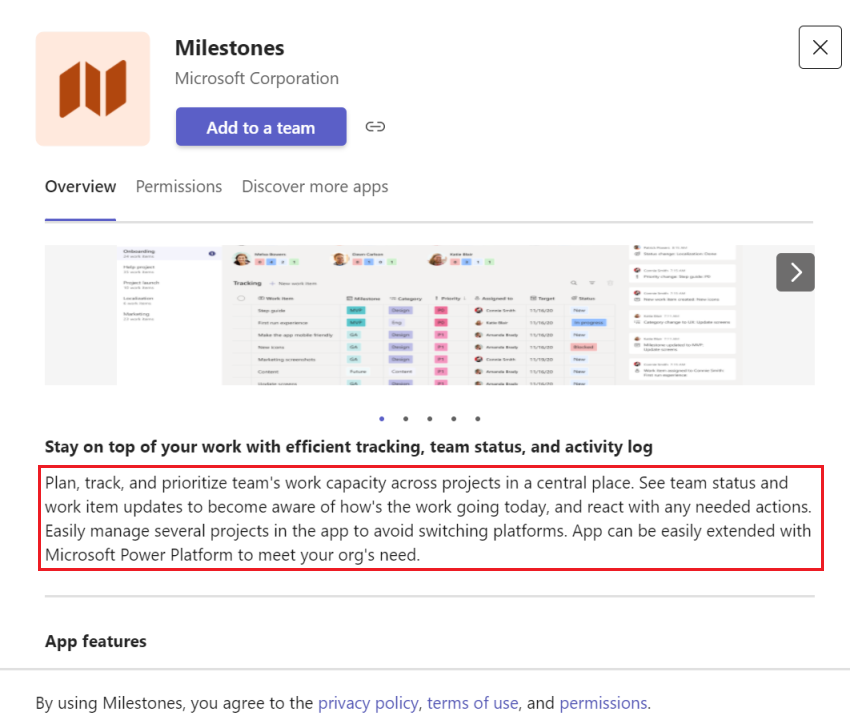 Milestones
Microsoft Corporation
Add to a team
Overview Permissions Discover more apps
Onboarding
Help project
Project launch
Localization
Marketing
Tracking New work item
Work item Milestone Category Priority Assigned to Target Status
Step guide MVP Design Connie Smith 11/16/20 New
First run experience MVP Eng Katie Blue 11/16/20 In progress
Make the app mobile friendly GA Design Amanda Brady 11/16/20 New
New icons GA Design P1 Amanda Brady 11/16/20 Blocked
Marketing screenshots GA Design P1 Connie Smith 11/16/20 New
Content Future Content P1 Amanda Brady 11/16/20 New
Update screens GA Design P1 Amanda Brady 11/16/20 New
Stay on top of your work with efficient tracking, team status, and activity log
Plan, track, and prioritize team's work capacity across projects in a central place. See team status and
work item updates to become aware of how's the work going today, and react with any needed actions.
Easily manage several projects in the app to avoid switching platforms. App can be easily extended with
Microsoft Power Platform to meet your org's need.
App features
By using Milestones, you agree to the privacy policy, terms of use, and permissions.